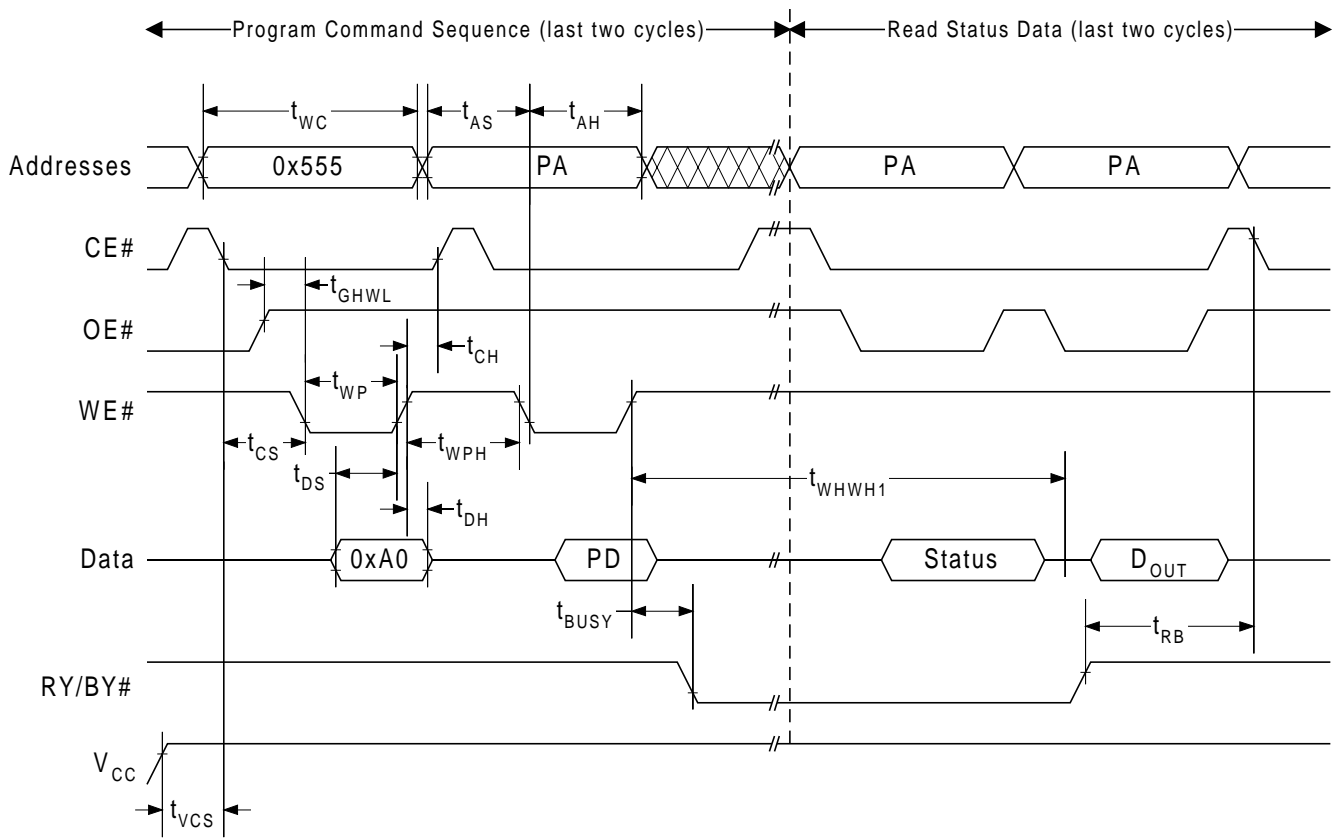 Program Command Sequence (last two cycles) Read Status Data (last two cycles)
tWC tAS tAH
Addresses 0x555 PA PA PA
CE#
tGHWL
OE#
tCH
tWP
WE#
tCS tWPH
tDS tWHWH1
tDH
Data 0xA0 PD Status DOUT
tBUSY tRB
RY/BY#
VCC
tVCS